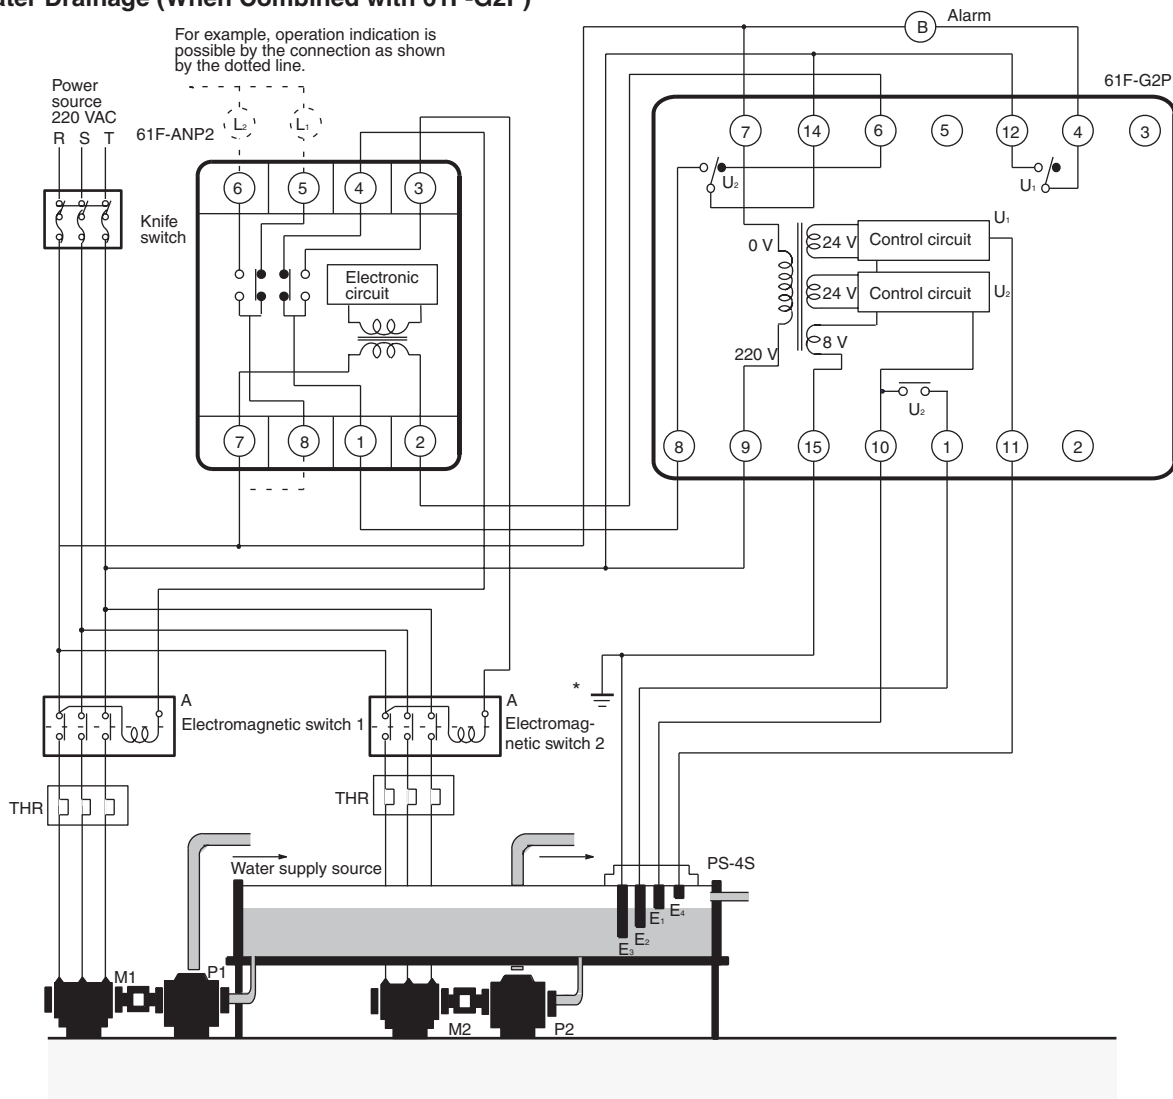 ater Drainage (When Combined with 61F-G2P)
For example, operation indication is
possible by the connection as shown
by the dotted line.
B
Alarm
Power
source
220 VAC
R S T
61F-ANP2
L2
L1
61F-G2P
7
14
6
5
12
4
3
6
5
4
3
Knife
switch
U2
U1
Electronic
circuit
0 V
24 V
Control circuit
U1
24 V
Control circuit
U2
220 V
8 V
U2
7
8
1
2
8
9
15
10
1
11
2
*
A
Electromagnetic switch 1
A
Electromag-
netic switch 2
THR
THR
Water supply source
PS-4S
E1
E4
E2
E3
M1
P1
M2
P2